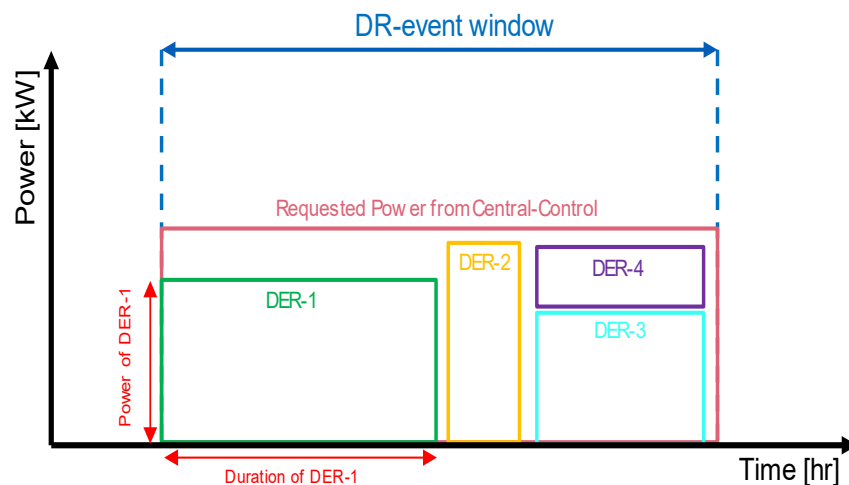 DR-event window
Power [kW]
Requested Power from Central-Control
DER-1
DER-2
DER-4
DER-3
Power of DER-1
Duration of DER-1
Time [hr]